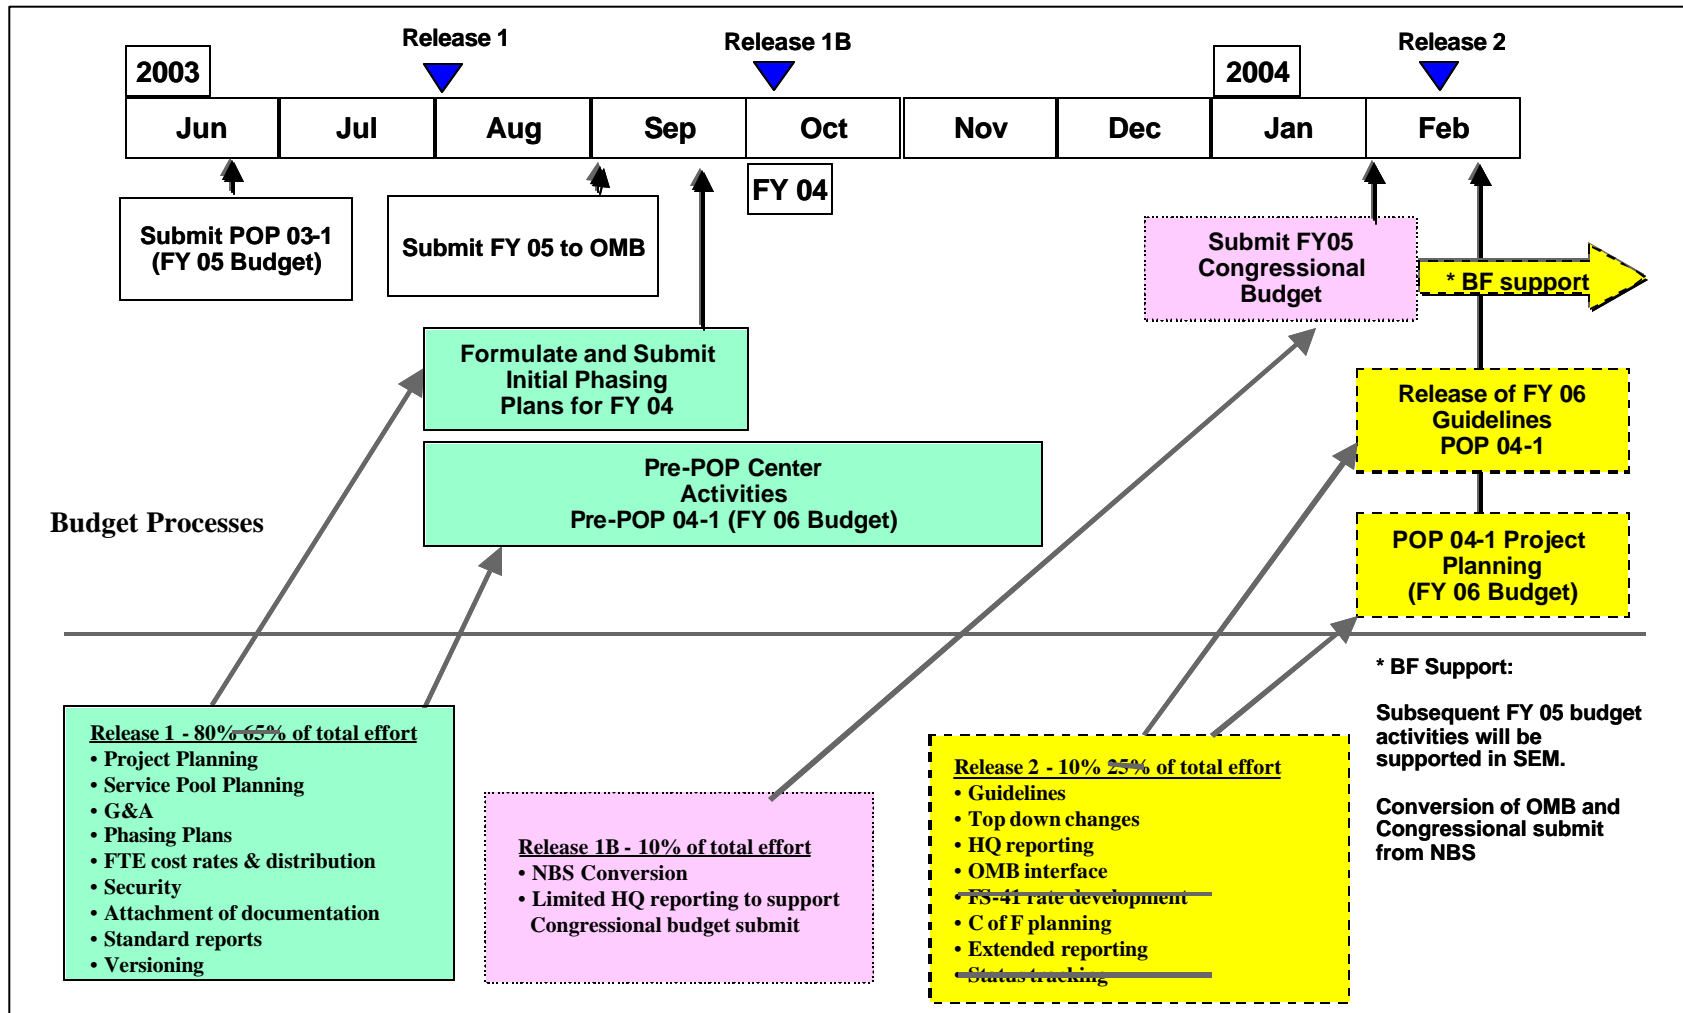 Release 1
Release 1B
Release 2
2003
2004
Jun
Jul
Aug
Sep
Oct
Nov
Dec
Jan
Feb
FY 04
Submit POP 03-1
(FY 05 Budget)
Submit FY 05 to OMB
Submit FY05
Congressional
Budget
* BF support
Formulate and Submit
Initial Phasing
Plans for FY 04
Release of FY 06
Guidelines
POP 04-1
Pre-POP Center
Activities
Pre-POP 04-1 (FY 06 Budget)
Budget Processes
POP 04-1 Project
Planning
(FY 06 Budget)
Release 1 - 80% 65% of total effort
• Project Planning
• Service Pool Planning
• G&A
• Phasing Plans
• FTE cost rates & distribution
• Security
• Attachment of documentation
• Standard reports
• Versioning
Release 1B - 10% of total effort
• NBS Conversion
• Limited HQ reporting to support
Congressional budget submit
Release 2 - 10% 25% of total effort
• Guidelines
• Top down changes
• HQ reporting
• OMB interface
• FS-41 rate development
• C of F planning
• Extended reporting
• Status tracking
* BF Support:
Subsequent FY 05 budget
activities will be
supported in SEM.
Conversion of OMB and
Congressional submit
from NBS